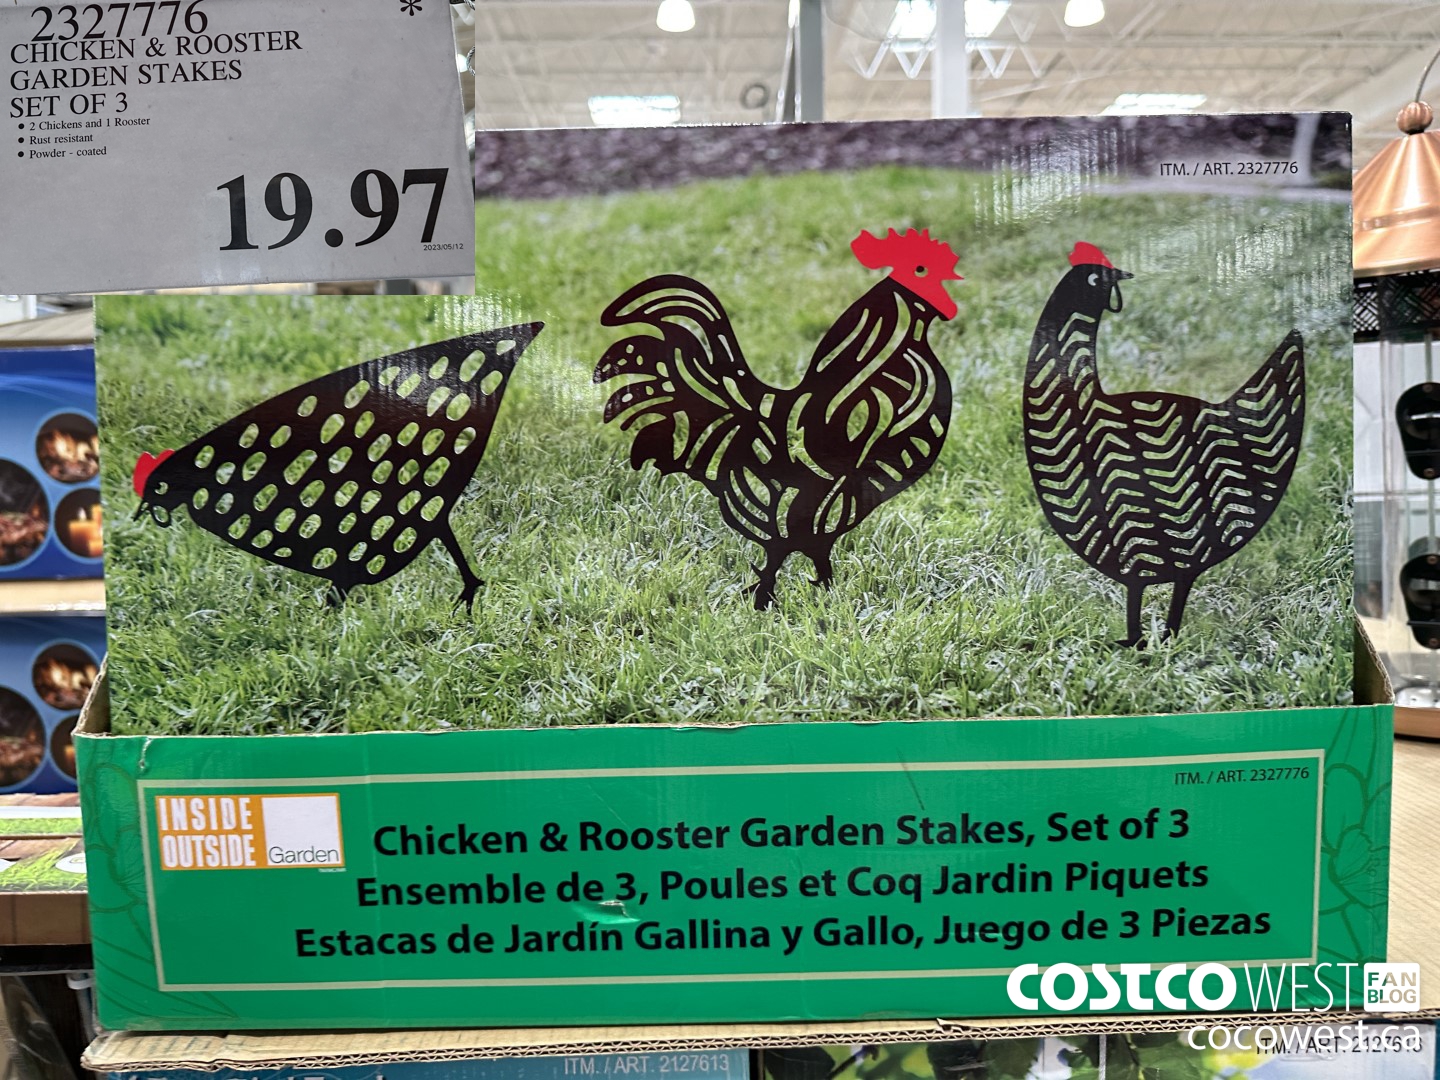 2327776 *
CHICKEN & ROOSTER
GARDEN STAKES
SET OF 3
• 2 Chickens and 1 Rooster
• Rust resistant
• Powder - coated
19.97
2023/05/12
ITM. / ART. 2327776
ITM. / ART. 2327776
INSIDE
OUTSIDE
Garden
Chicken & Rooster Garden Stakes, Set of 3
Ensemble de 3, Poules et Coq Jardin Piquets
Estacas de Jardín Gallina y Gallo, Juego de 3 Piezas
COSTCO WEST FAN BLOG
cocowest.ca
ITM. / ART. 2127613
ITM. / ART. 2127613